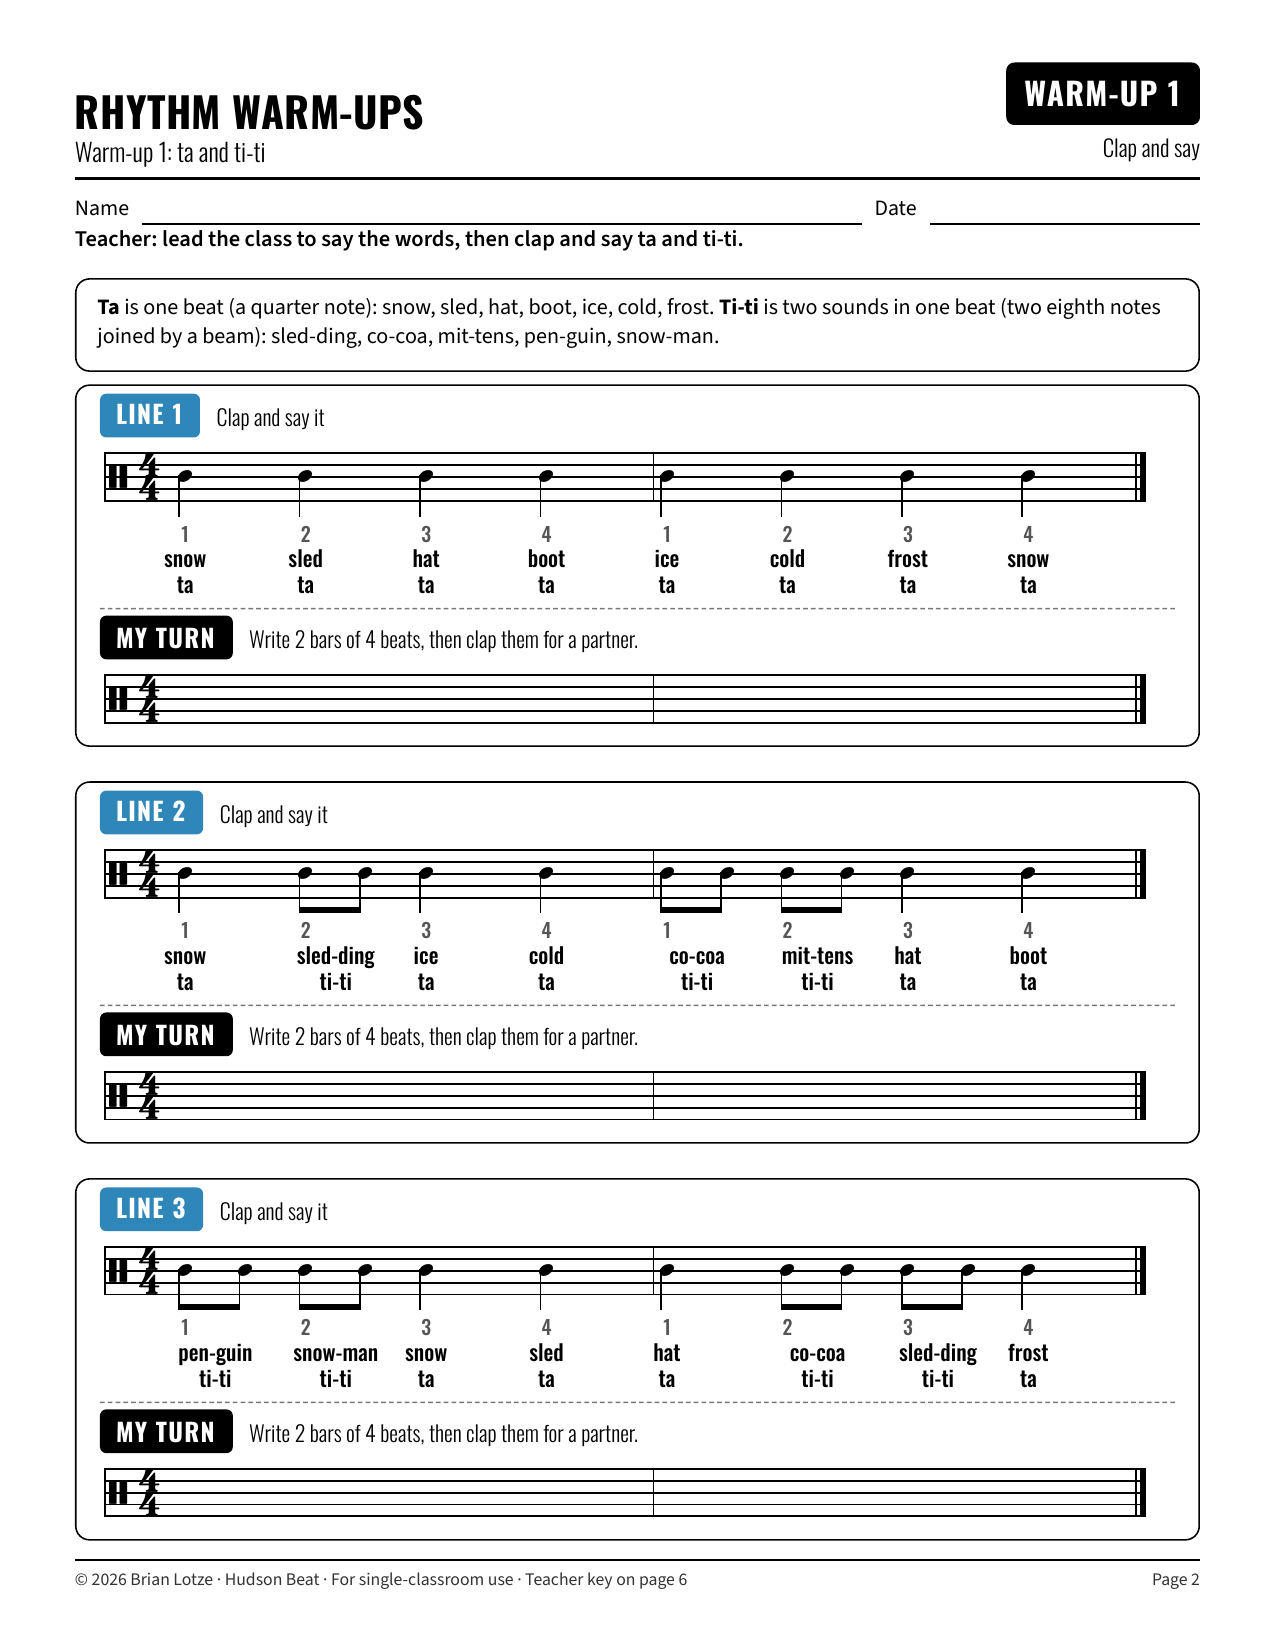 WARM-UP 1
RHYTHM WARM-UPS
Warm-up 1: ta and ti-ti
Clap and say
Name Date
Teacher: lead the class to say the words, then clap and say ta and ti-ti.
Ta is one beat (a quarter note): snow, sled, hat, boot, ice, cold, frost. Ti-ti is two sounds in one beat (two eighth notes
joined by a beam): sled-ding, co-coa, mit-tens, pen-guin, snow-man.
LINE 1 Clap and say it
4
4
1 2 3 4 1 2 3 4
snow sled hat boot ice cold frost snow
ta ta ta ta ta ta ta ta
MY TURN Write 2 bars of 4 beats, then clap them for a partner.
4
4
LINE 2 Clap and say it
4
4
1 2 3 4 1 2 3 4
snow sled-ding ice cold co-coa mit-tens hat boot
ta ti-ti ta ta ti-ti ti-ti ta ta
MY TURN Write 2 bars of 4 beats, then clap them for a partner.
4
4
LINE 3 Clap and say it
4
4
1 2 3 4 1 2 3 4
pen-guin snow-man snow sled hat co-coa sled-ding frost
ti-ti ti-ti ta ta ta ti-ti ti-ti ta
MY TURN Write 2 bars of 4 beats, then clap them for a partner.
4
4
© 2026 Brian Lotze · Hudson Beat · For single-classroom use · Teacher key on page 6 Page 2